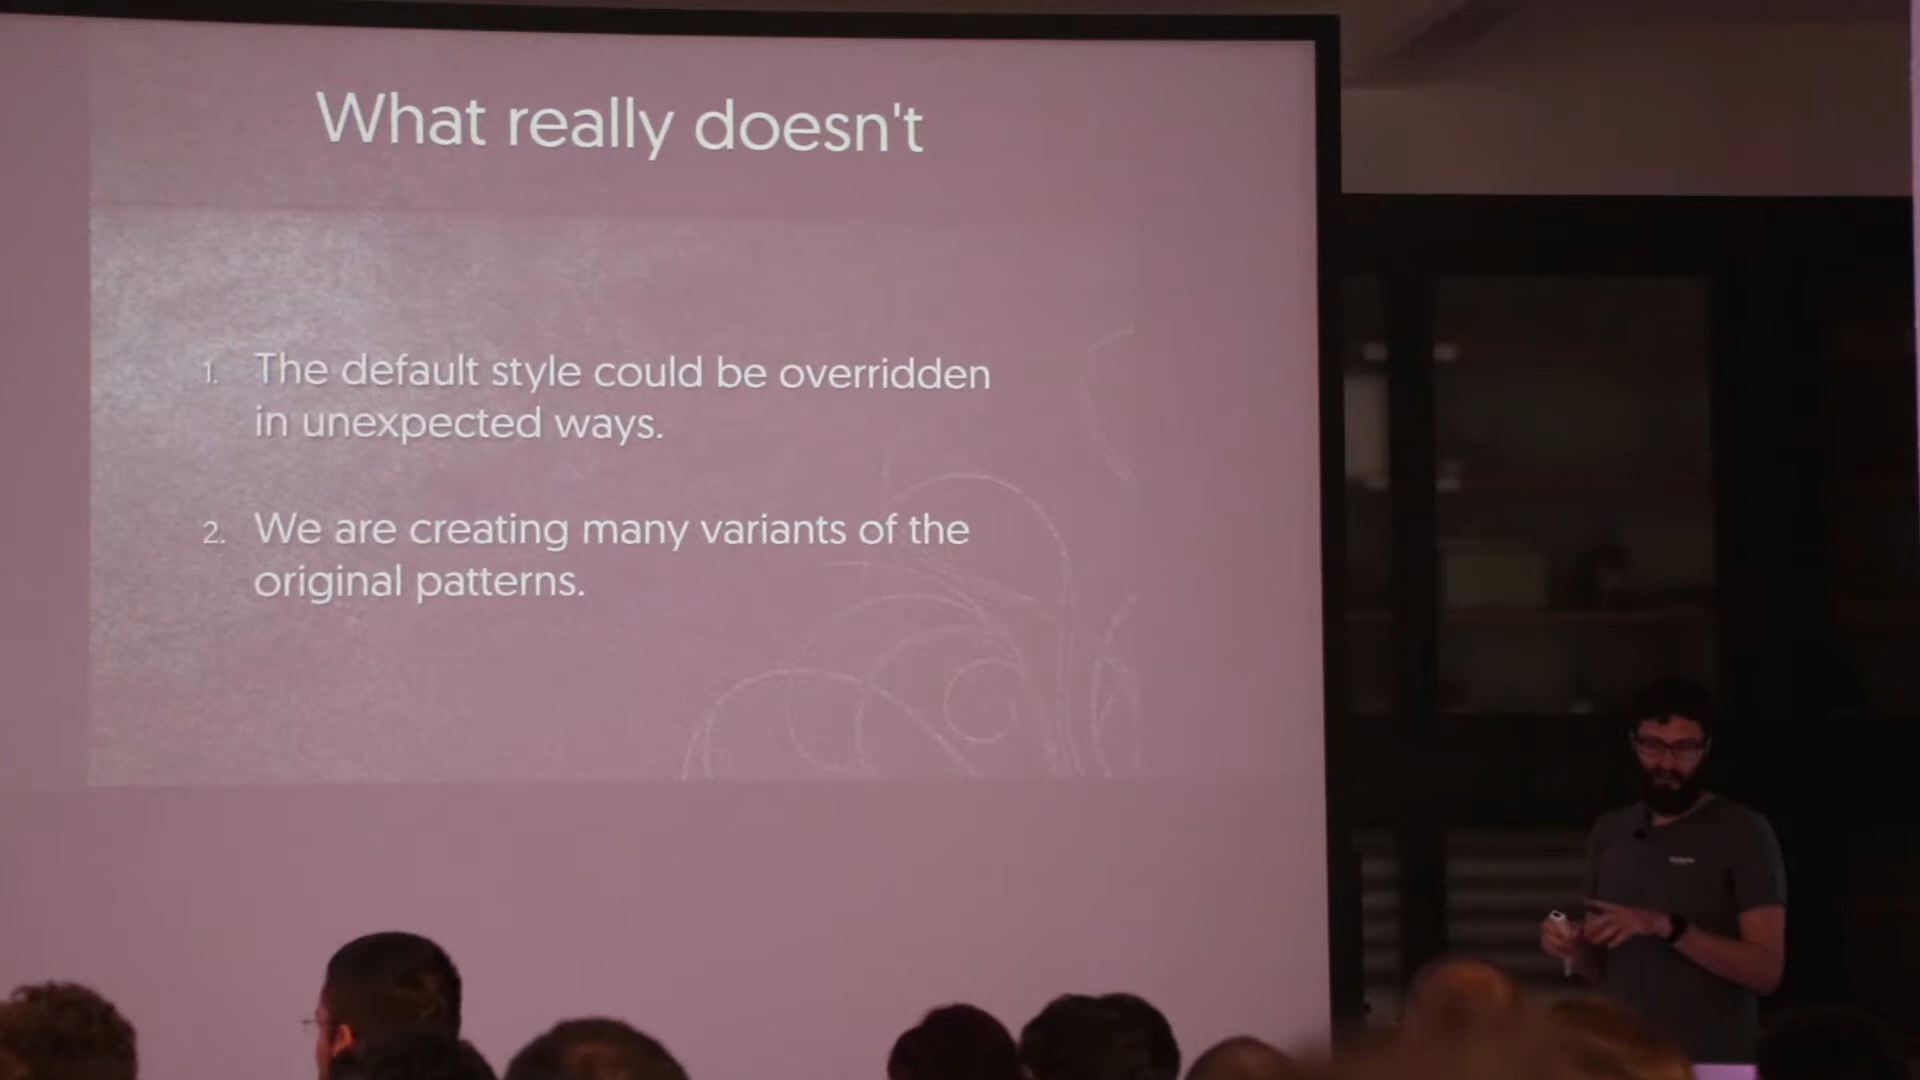 What really doesn't
1. The default style could be overridden
in unexpected ways.
2. We are creating many variants of the
original patterns.